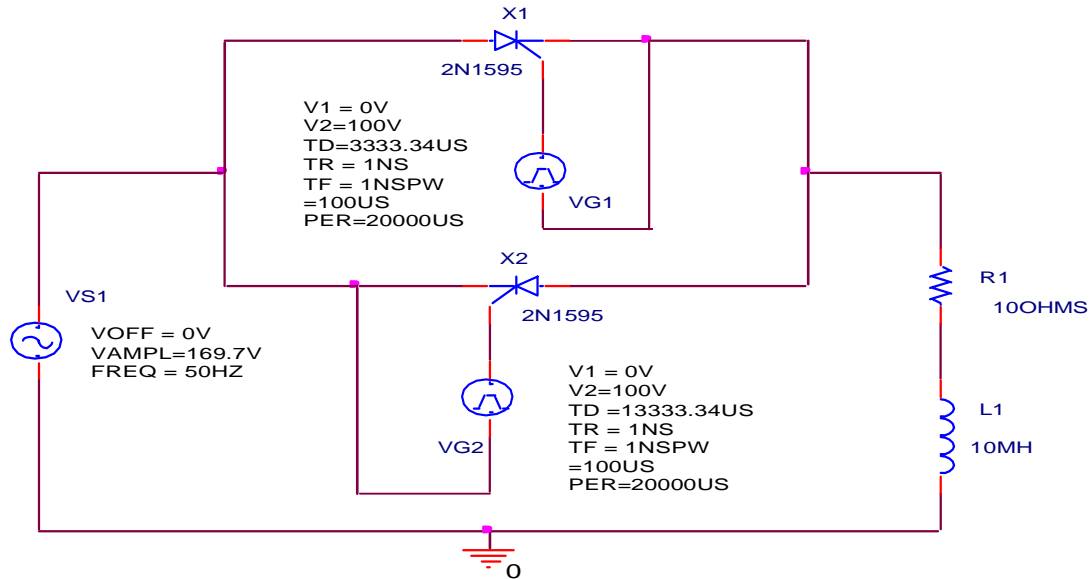 X1
2N1595
V1 = 0V
V2=100V
TD=3333.34US
TR = 1NS
TF = 1NSPW
=100US
PER=20000US
VG1
X2
2N1595
VS1
VOFF = 0V
VAMPL=169.7V
FREQ = 50HZ
R1
10OHMS
V1 = 0V
V2=100V
TD =13333.34US
TR = 1NS
TF = 1NSPW
=100US
PER=20000US
VG2
L1
10MH
0